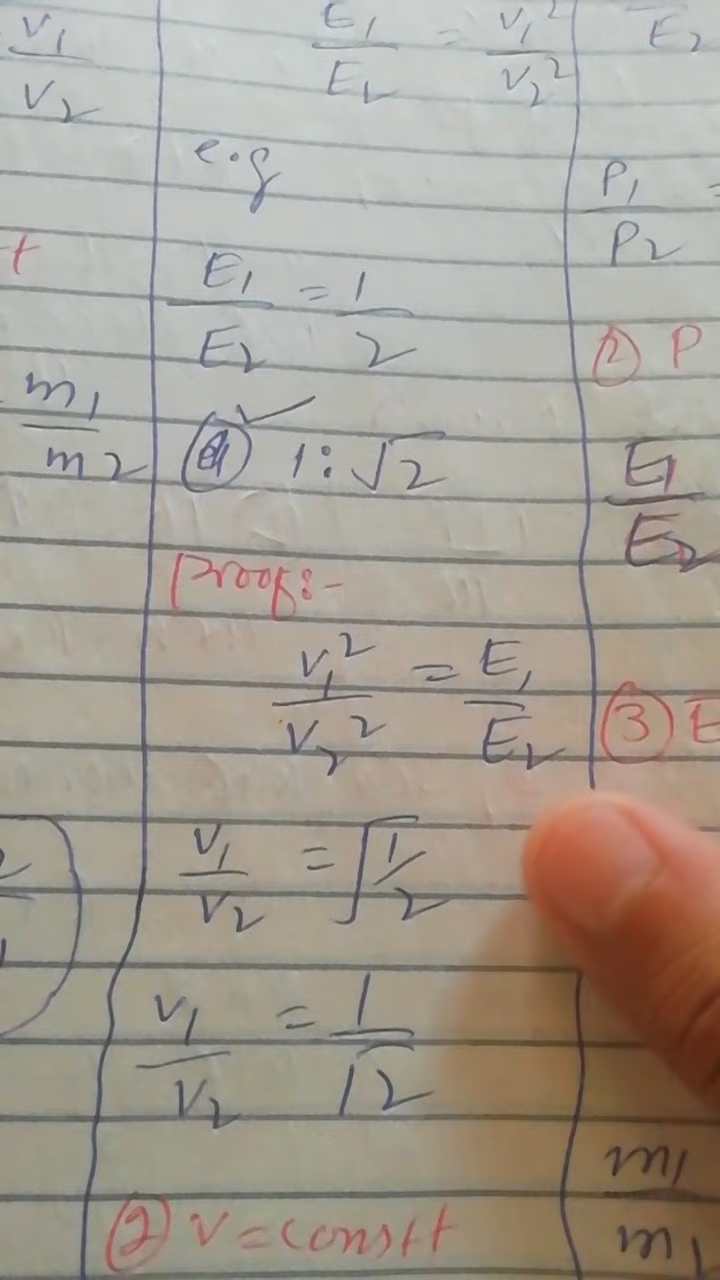 V1/V2
t
m1/m2
E1/E2 = V1²/V2²
e.g
E1/E2 = 1/2
1:√2
Proof:-
V1²/V2² = E1/E2
V1/V2 = √1/2
V1/V2 = 1/√2
② V = constt
E2
P1/P2 =
② P
E1/E2
③ E
m1/m1